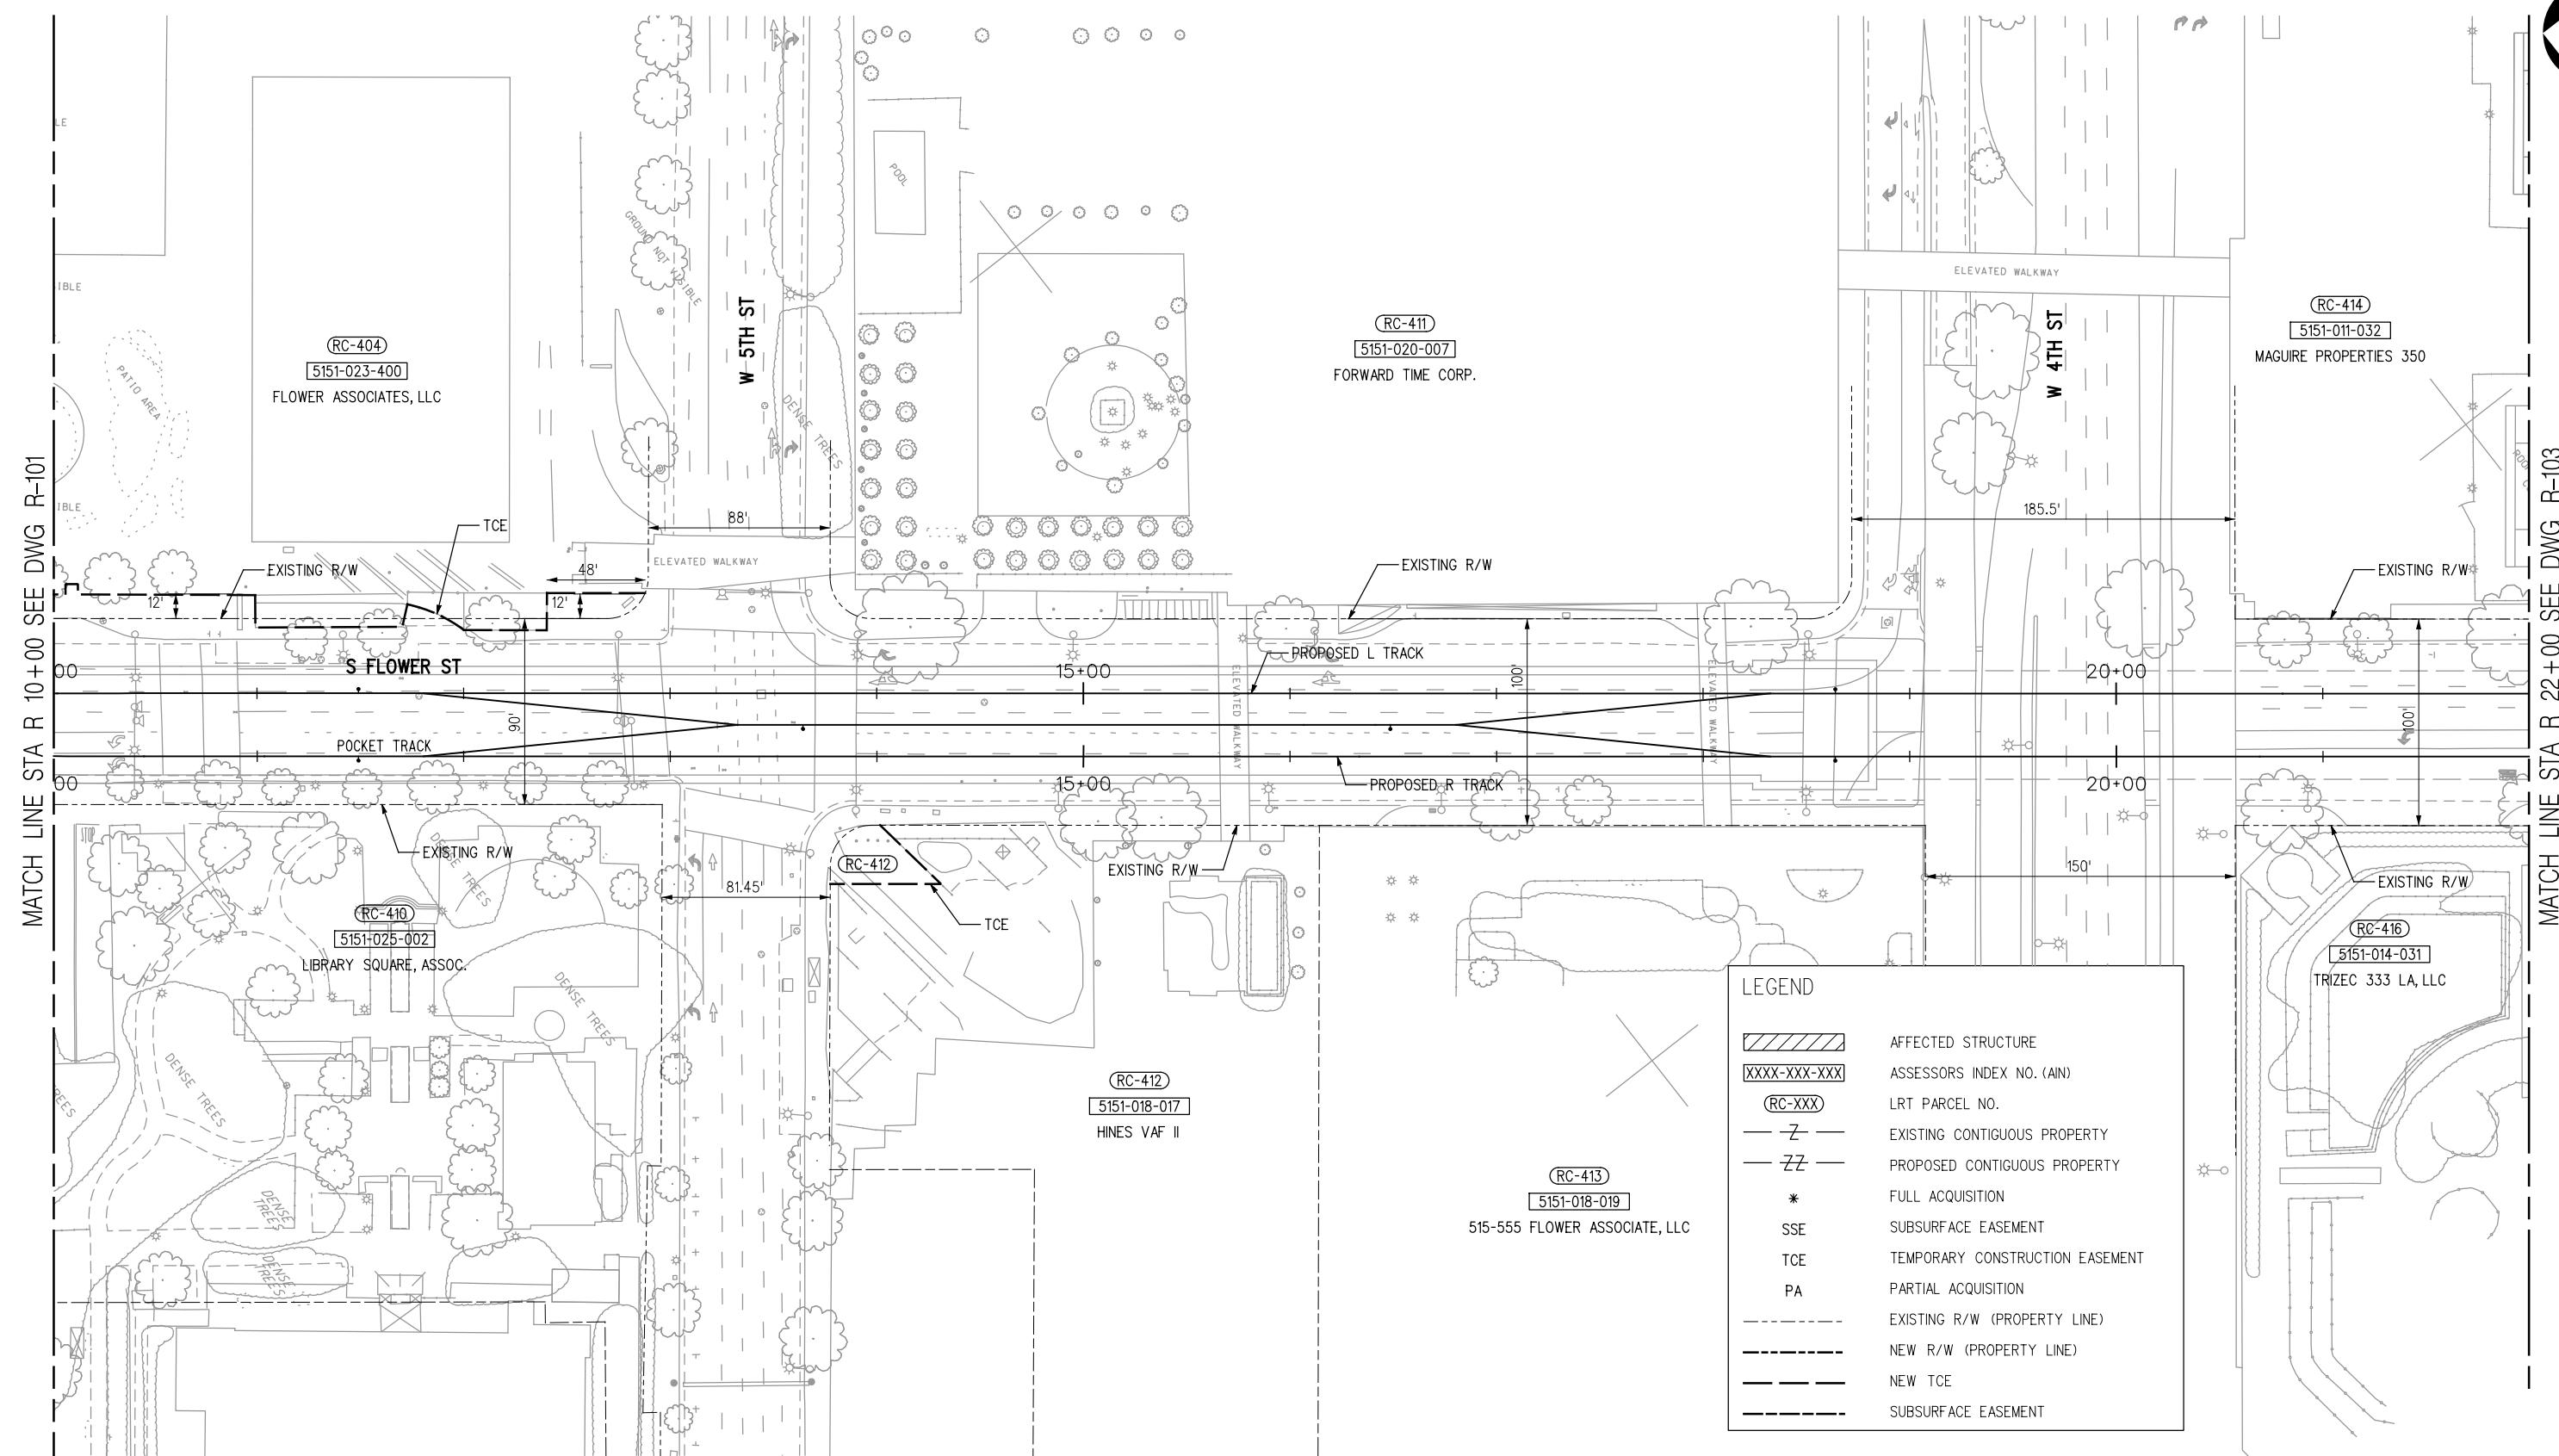 MATCH LINE STA R 10+00 SEE DWG R-101
RC-404
5151-023-400
FLOWER ASSOCIATES, LLC
PATIO AREA
IBLE
IBLE
TCE
EXISTING R/W
12'
48'
12'
GROUND NOT VISIBLE
W 5TH ST
DENSE TREES
88'
ELEVATED WALKWAY
POOL
RC-411
5151-020-007
FORWARD TIME CORP.
EXISTING R/W
ELEVATED WALKWAY
W 4TH ST
185.5'
RC-414
5151-011-032
MAGUIRE PROPERTIES 350
EXISTING R/W
S FLOWER ST
00
90'
POCKET TRACK
00
15+00
PROPOSED L TRACK
ELEVATED WALKWAY
100'
ELEVATED WALKWAY
15+00
PROPOSED R TRACK
20+00
20+00
100'
STOP
EXISTING R/W
DENSE TREES
RC-410
5151-025-002
LIBRARY SQUARE, ASSOC.
DENSE TREES
DENSE TREES
DENSE TREES
DENSE TREES
81.45'
RC-412
TCE
EXISTING R/W
RC-412
5151-018-017
HINES VAF II
RC-413
5151-018-019
515-555 FLOWER ASSOCIATE, LLC
150'
EXISTING R/W
RC-416
5151-014-031
TRIZEC 333 LA, LLC
LEGEND
AFFECTED STRUCTURE
XXXX-XXX-XXX ASSESSORS INDEX NO. (AIN)
RC-XXX LRT PARCEL NO.
Z EXISTING CONTIGUOUS PROPERTY
ZZ PROPOSED CONTIGUOUS PROPERTY
* FULL ACQUISITION
SSE SUBSURFACE EASEMENT
TCE TEMPORARY CONSTRUCTION EASEMENT
PA PARTIAL ACQUISITION
EXISTING R/W (PROPERTY LINE)
NEW R/W (PROPERTY LINE)
NEW TCE
SUBSURFACE EASEMENT
MATCH LINE STA R 22+00 SEE DWG R-103